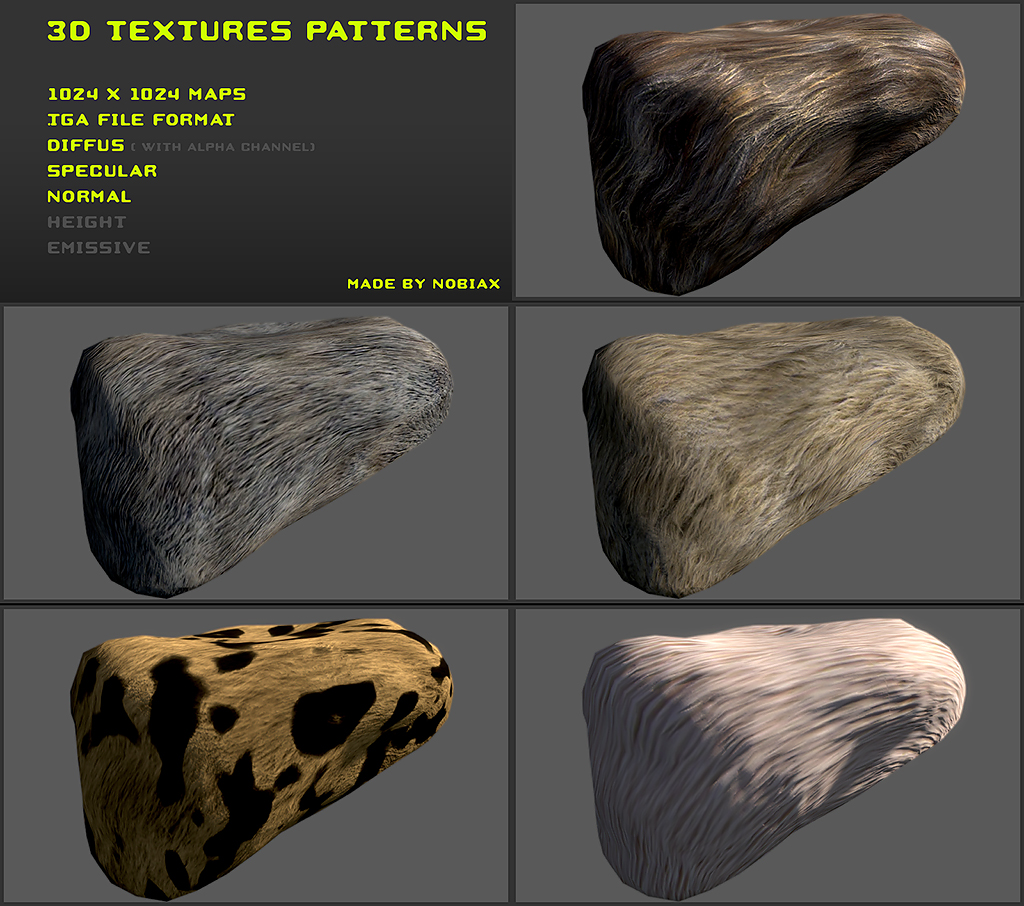 3D TEXTURES PATTERNS
1024 X 1024 MAPS
TGA FILE FORMAT
DIFFUS ( WITH ALPHA CHANNEL)
SPECULAR
NORMAL
HEIGHT
EMISSIVE
MADE BY NOBIAX